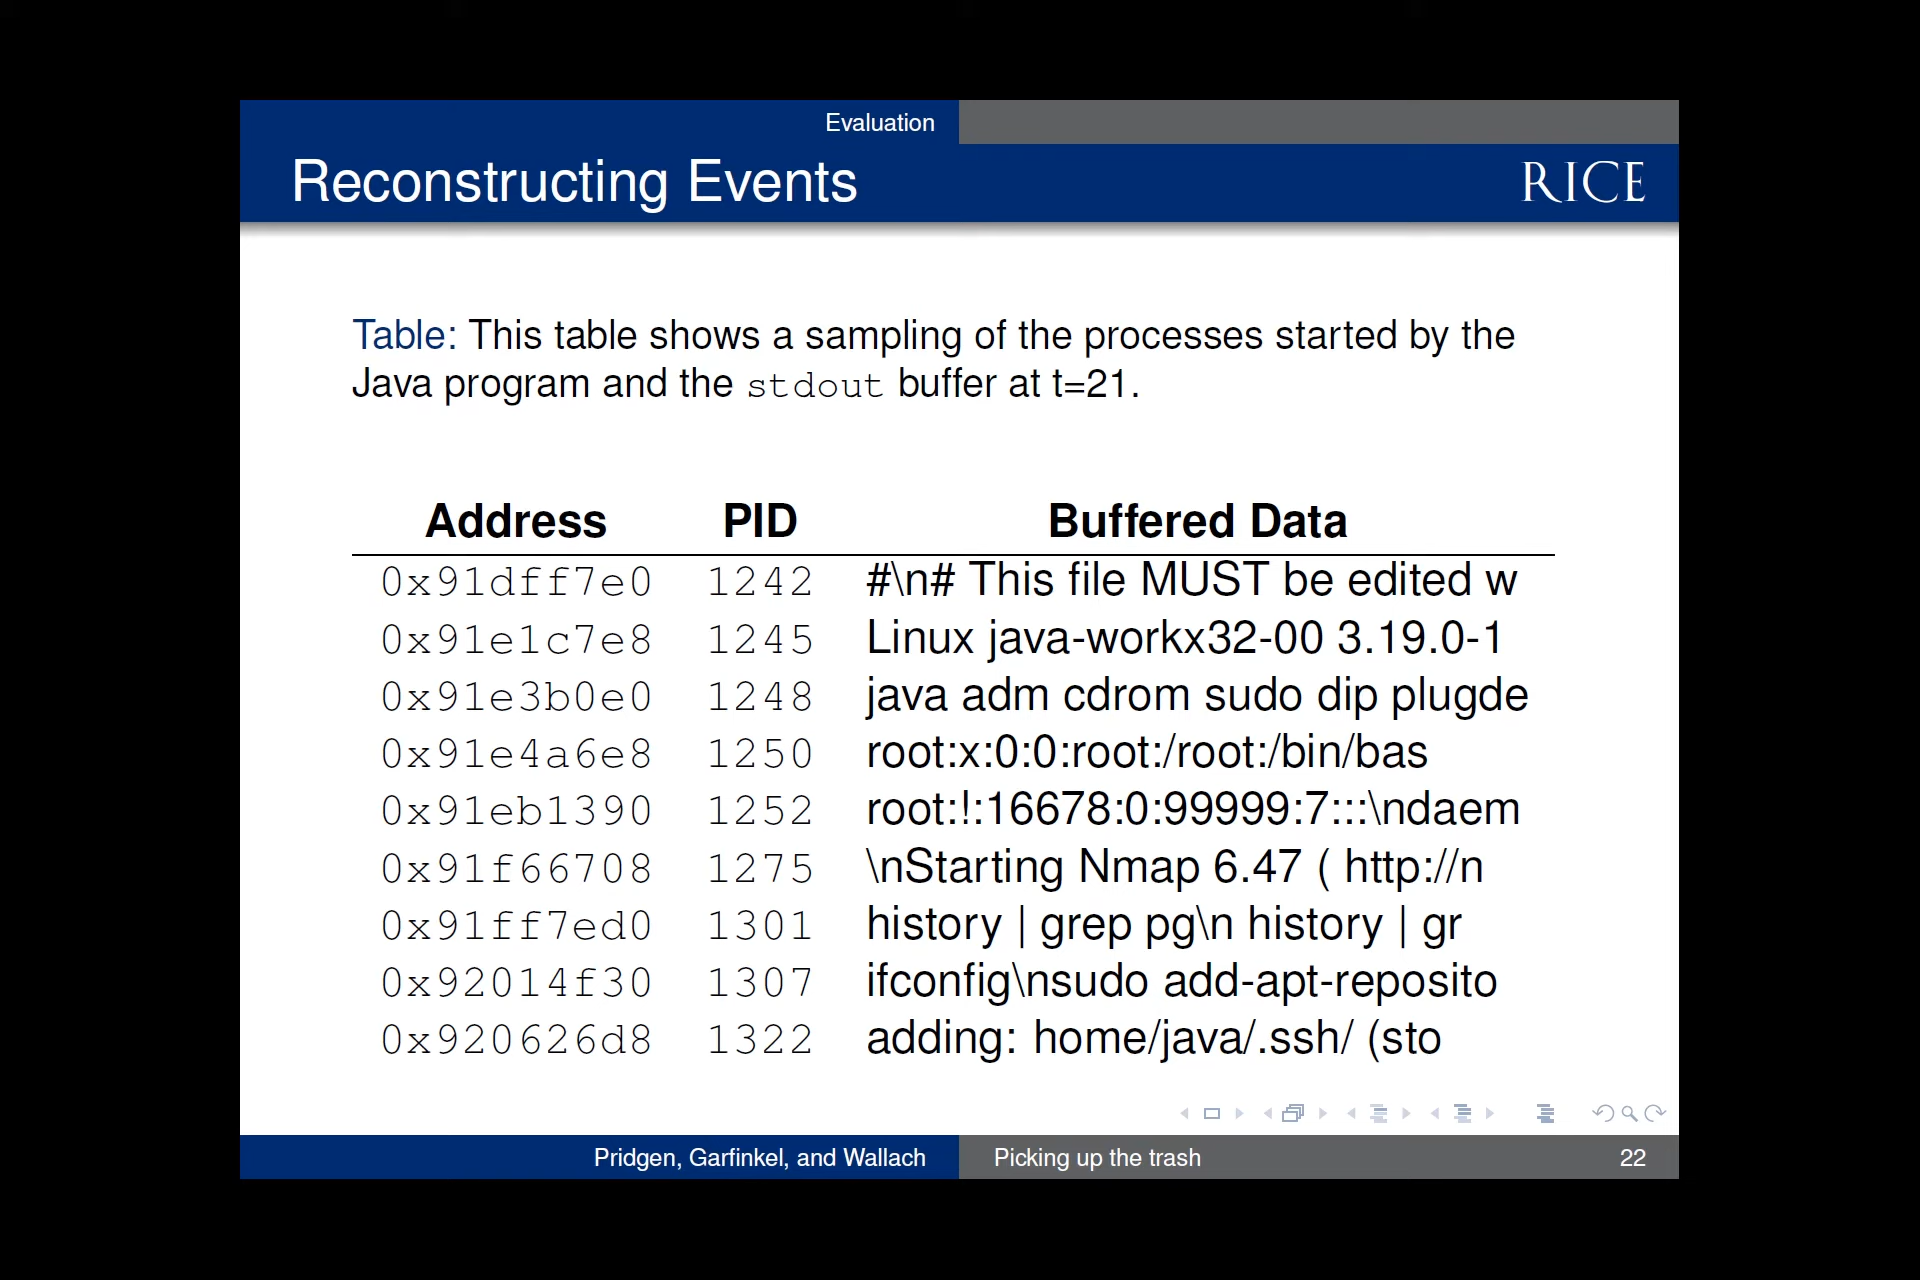 Evaluation
Reconstructing Events
RICE
Table: This table shows a sampling of the processes started by the
Java program and the stdout buffer at t=21.
Address PID Buffered Data
0x91dff7e0 1242 #\n# This file MUST be edited w
0x91e1c7e8 1245 Linux java-workx32-00 3.19.0-1
0x91e3b0e0 1248 java adm cdrom sudo dip plugde
0x91e4a6e8 1250 root:x:0:0:root:/root:/bin/bas
0x91eb1390 1252 root:!:16678:0:99999:7:::\ndaem
0x91f66708 1275 \nStarting Nmap 6.47 ( http://n
0x91ff7ed0 1301 history | grep pg\n history | gr
0x92014f30 1307 ifconfig\nsudo add-apt-reposito
0x920626d8 1322 adding: home/java/.ssh/ (sto
Pridgen, Garfinkel, and Wallach Picking up the trash 22